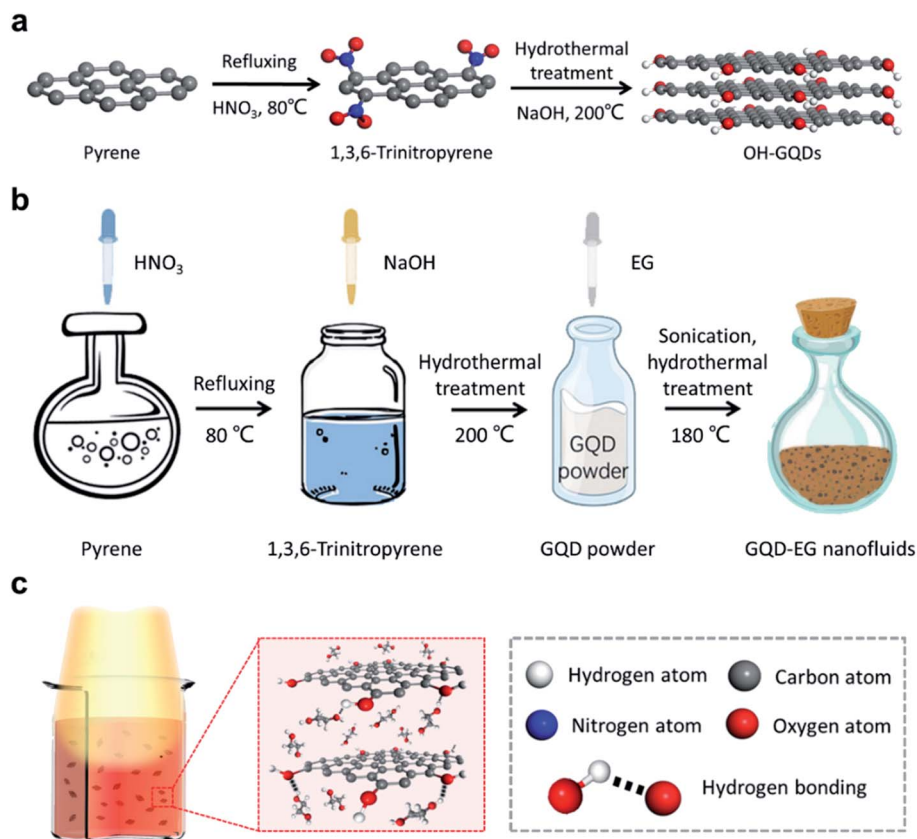 a
Refluxing
HNO₃, 80℃
Hydrothermal
treatment
NaOH, 200℃
Pyrene
1,3,6-Trinitropyrene
OH-GQDs
b
HNO₃
NaOH
EG
Refluxing
80 ℃
Hydrothermal
treatment
200 ℃
GQD
powder
Sonication,
hydrothermal
treatment
180 ℃
Pyrene
1,3,6-Trinitropyrene
GQD powder
GQD-EG nanofluids
c
Hydrogen atom
Carbon atom
Nitrogen atom
Oxygen atom
Hydrogen bonding